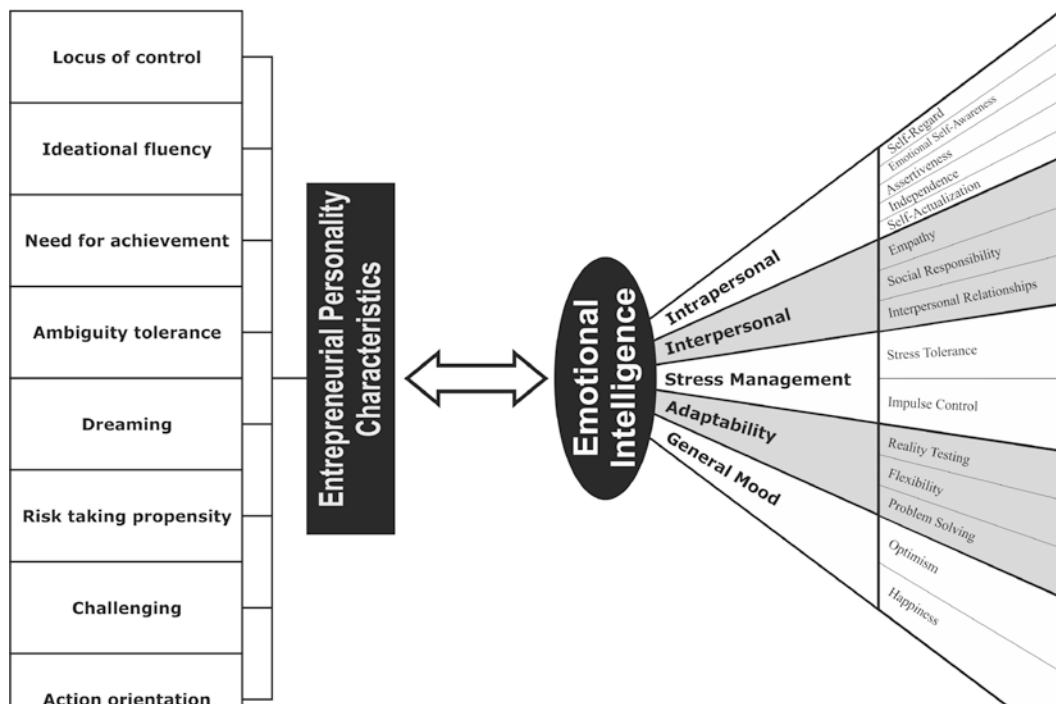 Locus of control
Ideational fluency
Need for achievement
Ambiguity tolerance
Dreaming
Risk taking propensity
Challenging
Action orientation
Entrepreneurial Personality
Characteristics
Emotional
Intelligence
Intrapersonal
Interpersonal
Stress Management
Adaptability
General Mood
Self-Regard
Emotional Self-Awareness
Assertiveness
Independence
Self-Actualization
Empathy
Social Responsibility
Interpersonal Relationships
Stress Tolerance
Impulse Control
Reality Testing
Flexibility
Problem Solving
Optimism
Happiness